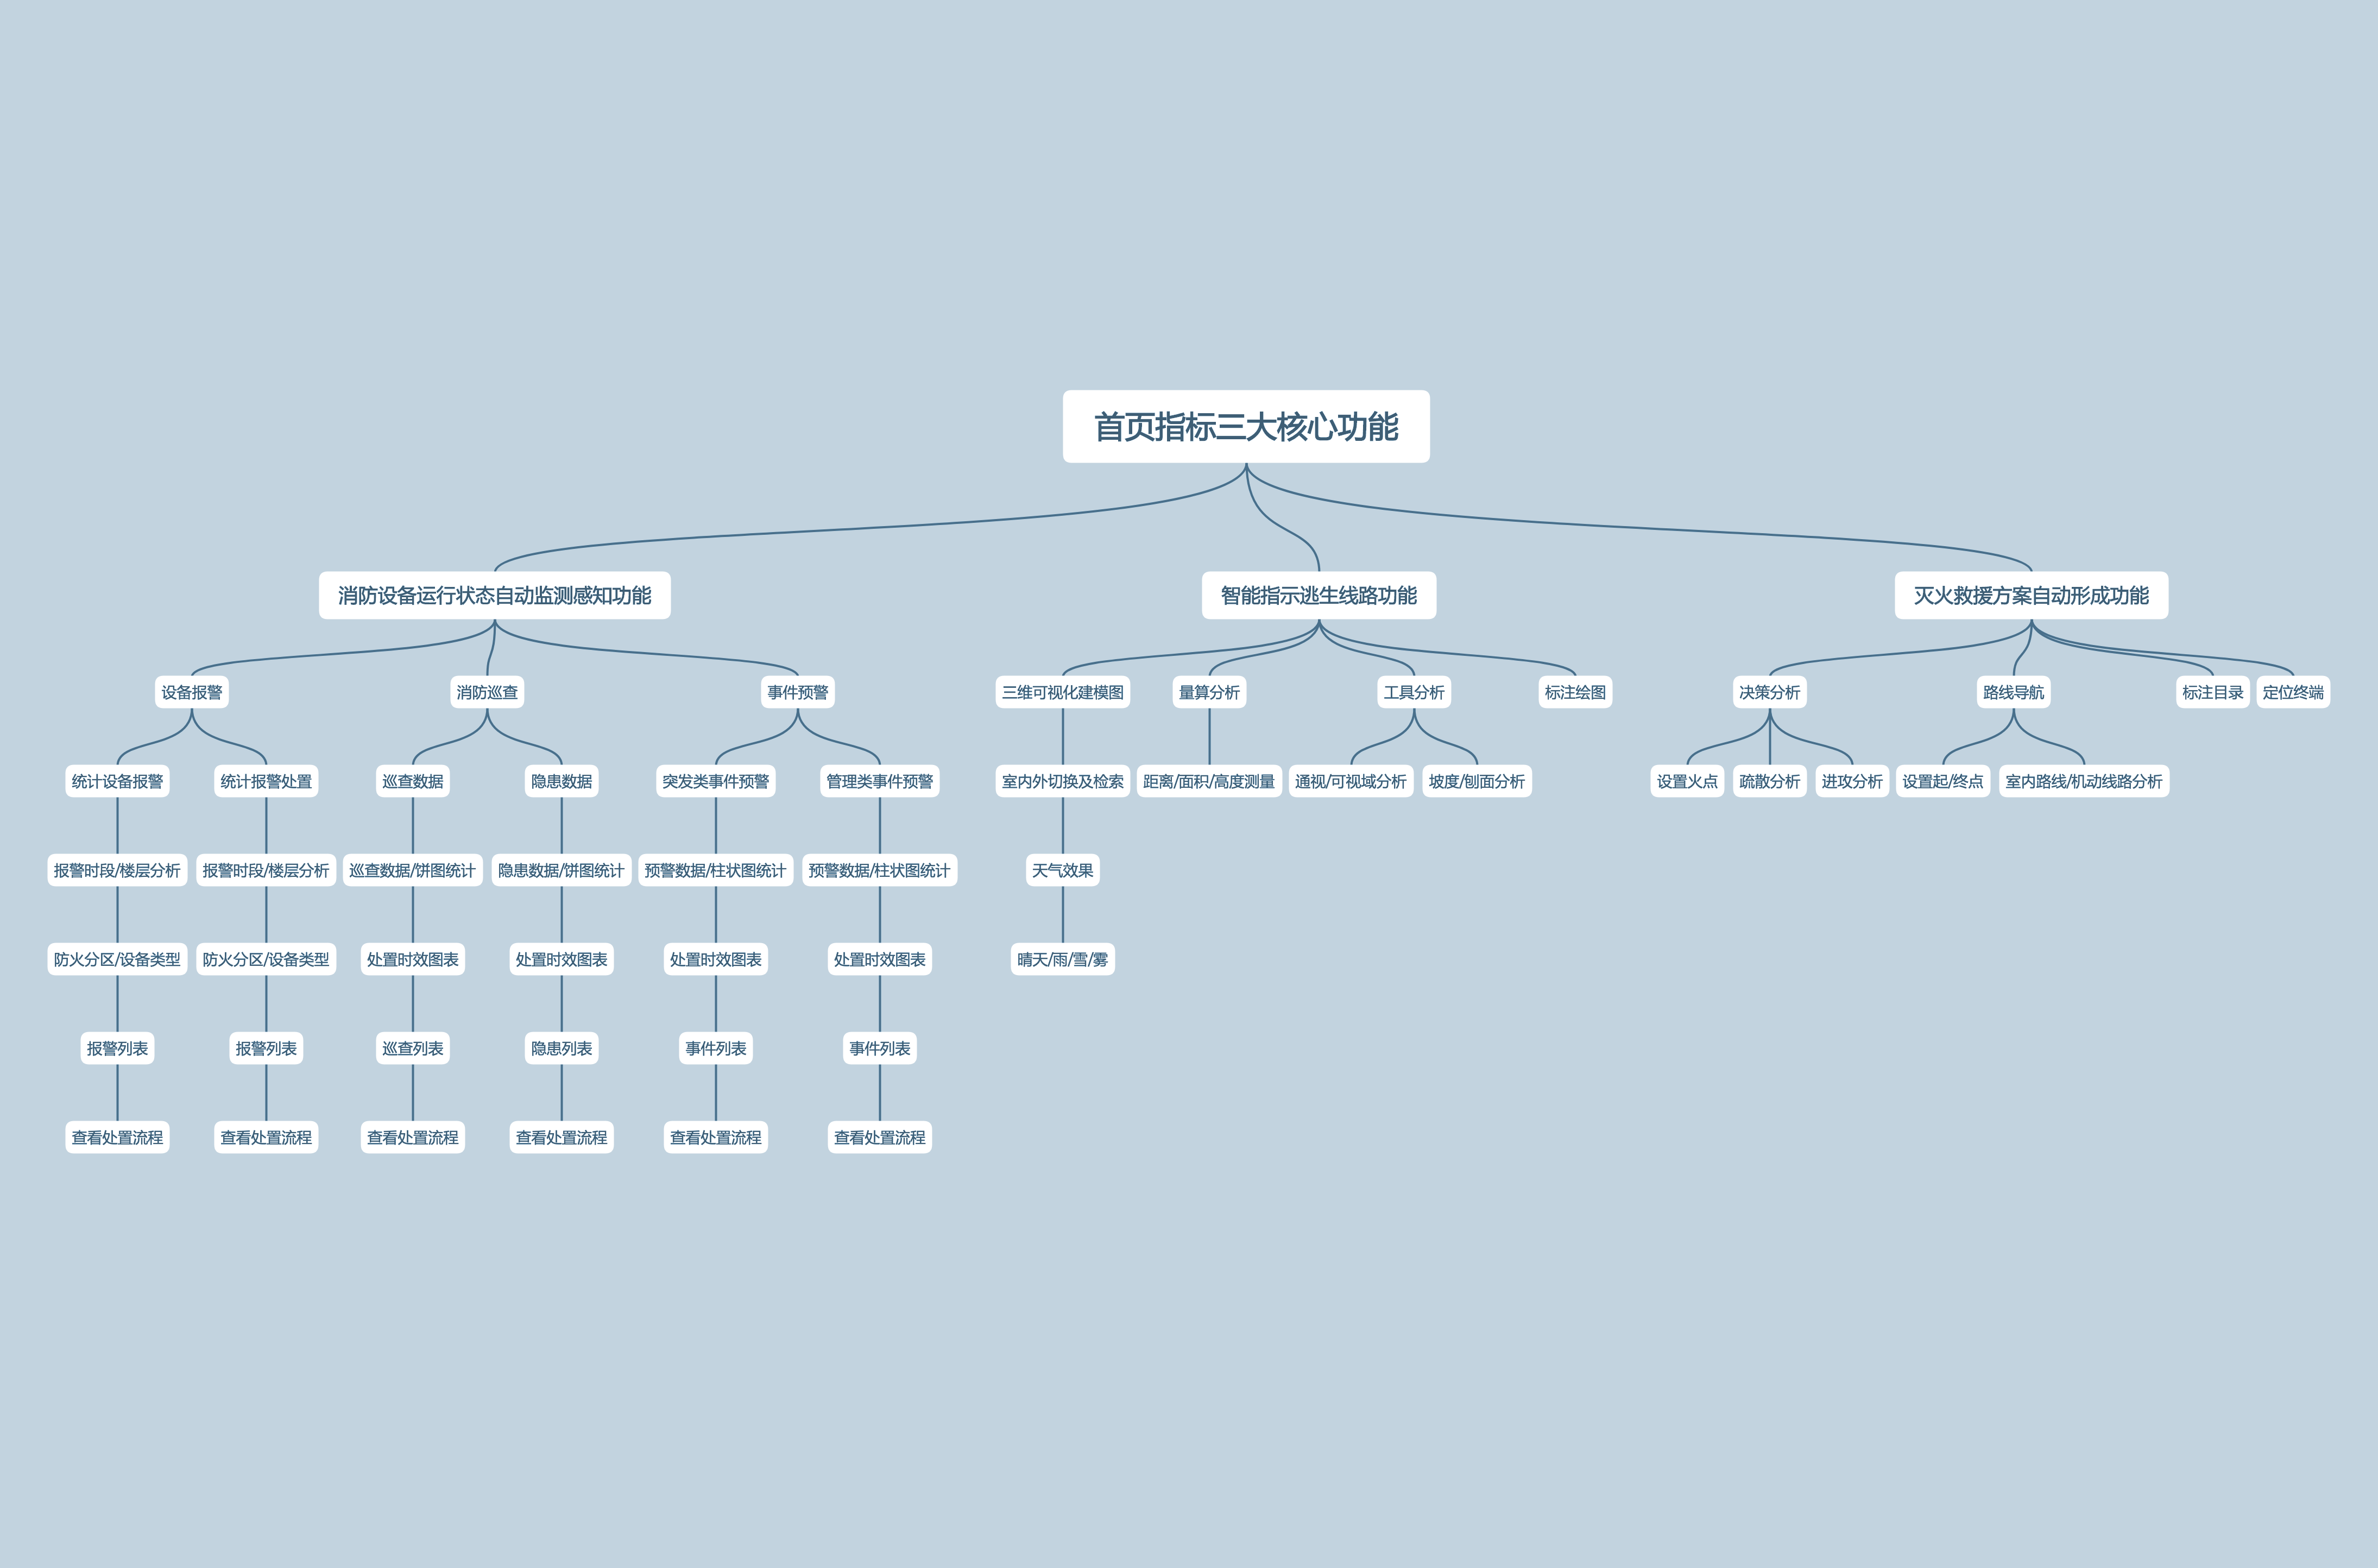 首页指标三大核心功能
消防设备运行状态自动监测感知功能
智能指示逃生线路功能
灭火救援方案自动形成功能
设备报警
消防巡查
事件预警
三维可视化建模图
量算分析
工具分析
标注绘图
决策分析
路线导航
标注目录
定位终端
统计设备报警
统计报警处置
巡查数据
隐患数据
突发类事件预警
管理类事件预警
室内外切换及检索
距离/面积/高度测量
通视/可视域分析
坡度/刨面分析
设置火点
疏散分析
进攻分析
设置起/终点
室内路线/机动线路分析
报警时段/楼层分析
报警时段/楼层分析
巡查数据/饼图统计
隐患数据/饼图统计
预警数据/柱状图统计
预警数据/柱状图统计
天气效果
防火分区/设备类型
防火分区/设备类型
处置时效图表
处置时效图表
处置时效图表
处置时效图表
晴天/雨/雪/雾
报警列表
报警列表
巡查列表
隐患列表
事件列表
事件列表
查看处置流程
查看处置流程
查看处置流程
查看处置流程
查看处置流程
查看处置流程